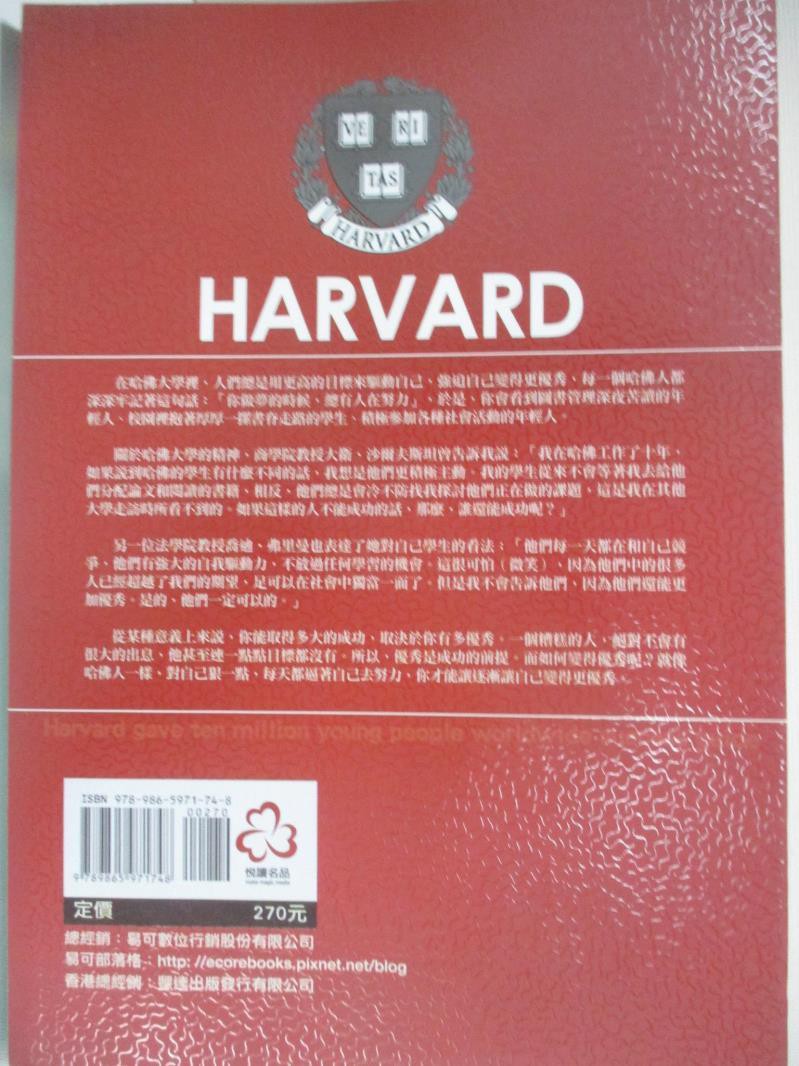 VE RI
TAS
HARVARD
HARVARD
在哈佛大學裡、人們總是用更高的目標來驅動自己、強迫自己變得更優秀、每一個哈佛人都
深深牢記著這句話：「你做夢的時候、總有人在努力」、於是、你會看到圖書管理深夜苦讀的年
輕人、校園裡抱著厚厚一摞書吞走路的學生、積極參加各種社會活動的年輕人。
關於哈佛大學的精神、商學院教授大衛、沙爾夫斯坦曾告訴我說：「我在哈佛工作了十年，
如果說到哈佛的學生有什麼不同的話，我想是他們更積極主動。我的學生從來不會等著我去給他
們分配論文和閱讀的書籍、相反、他們總是會冷不防找我探討他們正在做的課題，這是我在其他
大學走訪時所看不到的。如果這樣的人不能成功的話、那麼、誰還能成功呢？」
另一位法學院教授喬迪、弗里曼也表達了她對自己學生的看法：「他們每一天都在和自己競
爭、他們有強大的自我驅動力、不放過任何學習的機會。這很可怕（微笑），因為他們中的很多
人已經超越了我們的期望、足可以在社會中獨當一面了。但是我不會告訴他們、因為他們還能更
加優秀。是的、他們一定可以的。」
從某種意義上來說、你能取得多大的成功、取決於你有多優秀。一個糟糕的人、絕對不會有
很大的出息、他甚至連一點點目標都沒有。所以、優秀是成功的前提。而如何變得優秀呢？就像
哈佛人一樣、對自己狠一點、每天都逼著自己去努力、你才能讓逐漸讓自己變得更優秀。
Harvard gave ten million young people
ISBN 978-986-5971-74-8
00270
9 789865 971748
悅讀名品
定價 270元
總經銷：易可數位行銷股份有限公司
易可部落格：http://ecorebooks.pixnet.net/blog
香港總經銷：豐達出版發行有限公司